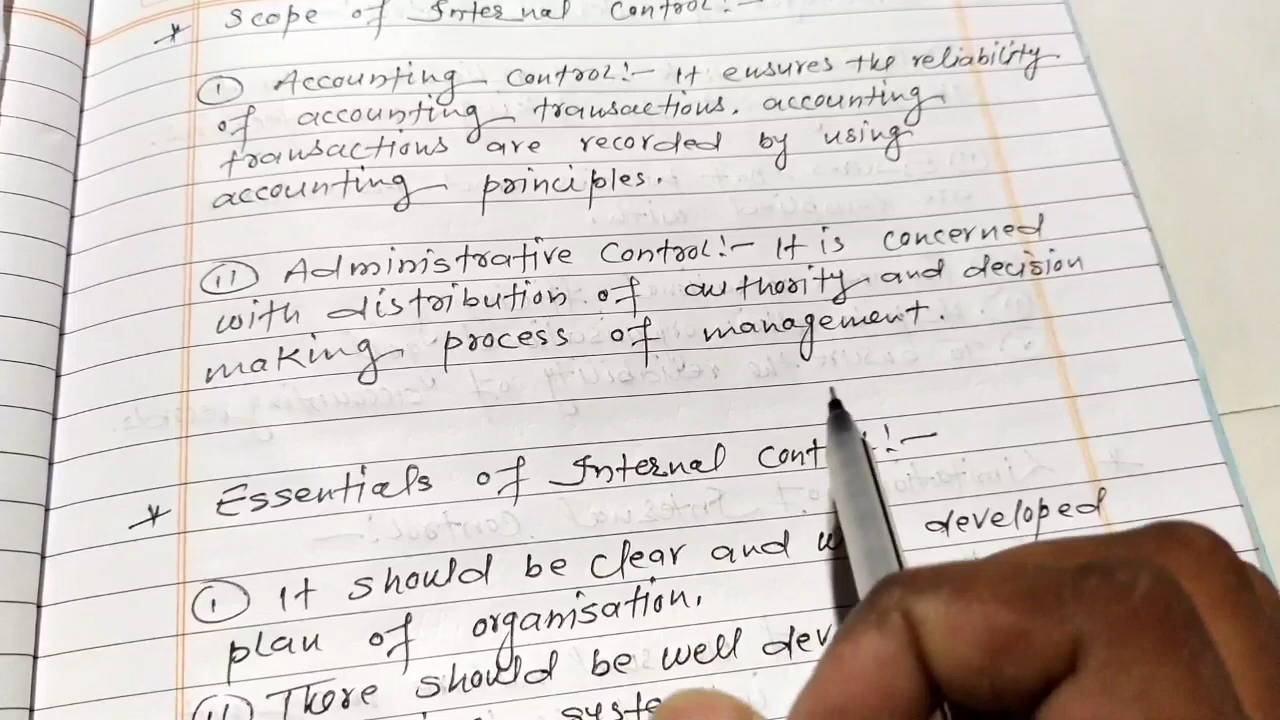 * Scope of Internal Control:-
(i) Accounting Control:- It ensures the reliability
of accounting transactions. accounting
transactions are recorded by using
accounting principles.
(ii) Administrative Control:- It is concerned
with distribution of authority and decision
making process of management.
* Essentials of Internal Cont :-
(i) It should be clear and developed
plan of organisation.
(ii) There should be well